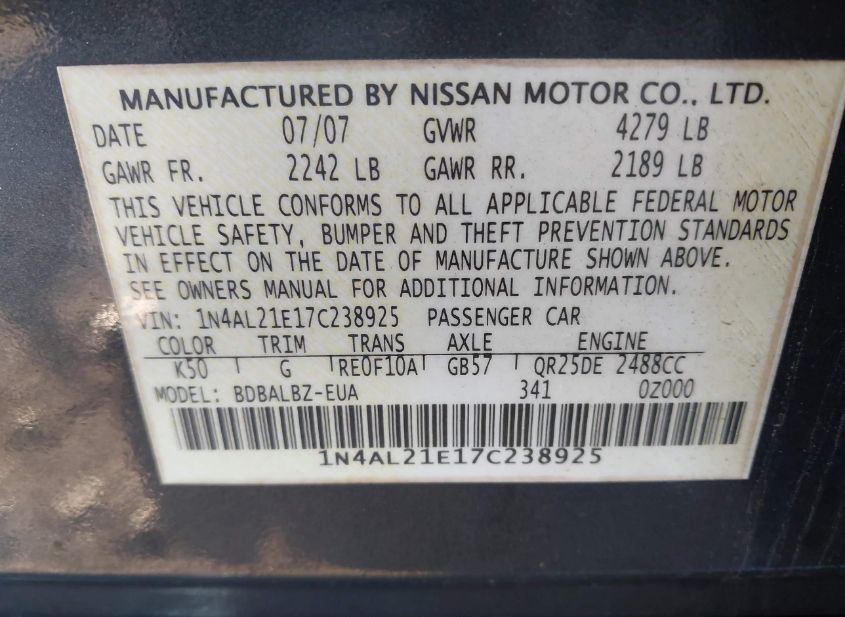 MANUFACTURED BY NISSAN MOTOR CO., LTD.
DATE 07/07 GVWR 4279 LB
GAWR FR. 2242 LB GAWR RR. 2189 LB
THIS VEHICLE CONFORMS TO ALL APPLICABLE FEDERAL MOTOR
VEHICLE SAFETY, BUMPER AND THEFT PREVENTION STANDARDS
IN EFFECT ON THE DATE OF MANUFACTURE SHOWN ABOVE.
SEE OWNERS MANUAL FOR ADDITIONAL INFORMATION.
VIN: 1N4AL21E17C238925 PASSENGER CAR
COLOR TRIM TRANS AXLE ENGINE
K50 G RE0F10A GB57 QR25DE 2488CC
MODEL: BDBALBZ-EUA 341 0Z000
1N4AL21E17C238925